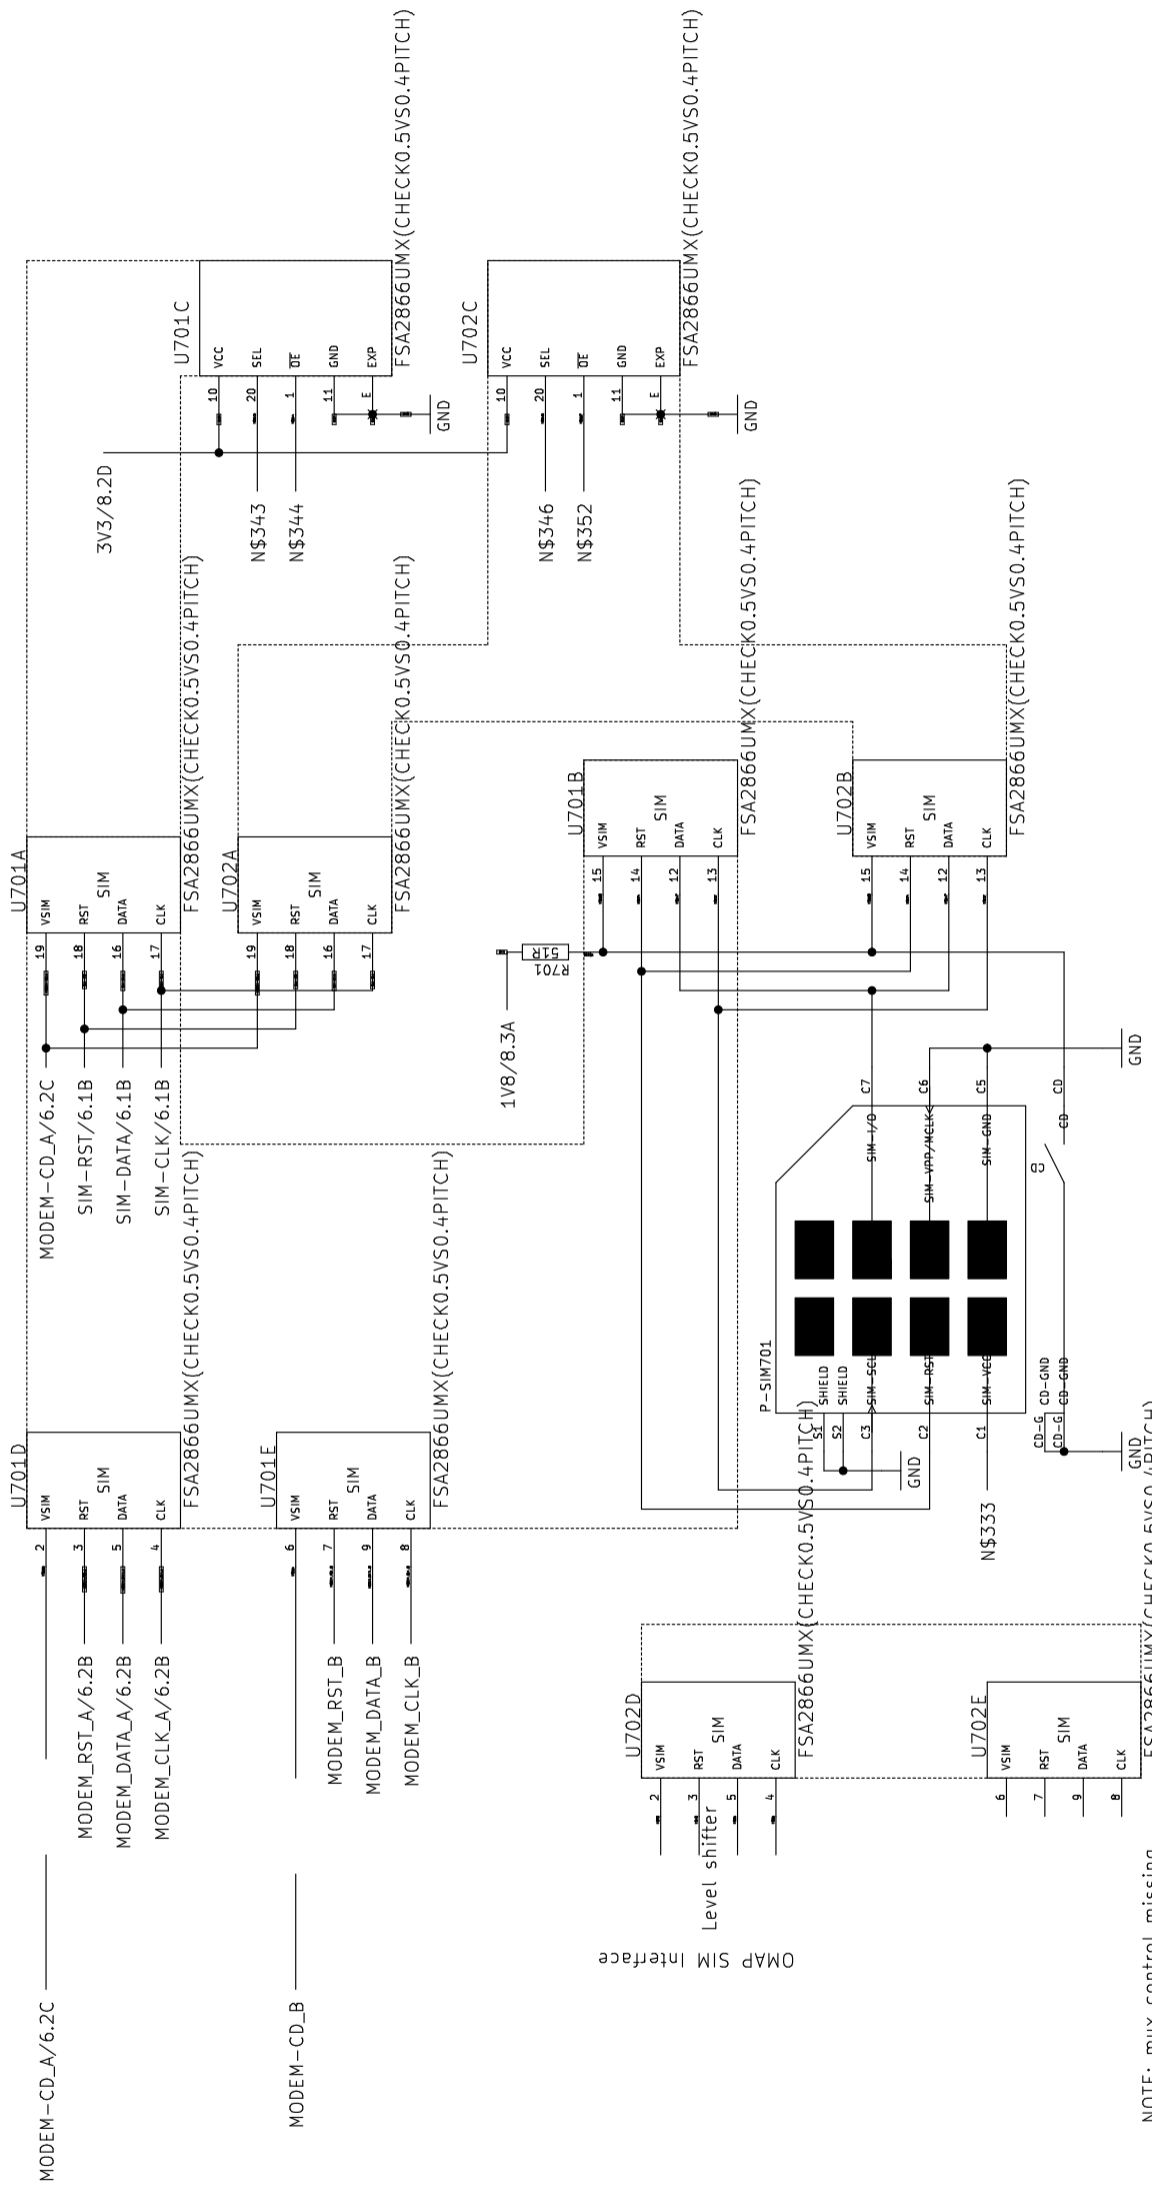 MODEM-CD_A/6.2C
MODEM-CD_B
U701D
VSIM
RST
DATA
CLK
SIM
2
3
5
4
FSA2866UMX(CHECK0.5VS0.4PITCH)
MODEM_RST_A/6.2B
MODEM_DATA_A/6.2B
MODEM_CLK_A/6.2B
U701E
VSIM
RST
DATA
CLK
SIM
6
7
9
8
FSA2866UMX(CHECK0.5VS0.4PITCH)
MODEM_RST_B
MODEM_DATA_B
MODEM_CLK_B
U701A
VSIM
RST
DATA
CLK
SIM
19
18
16
17
FSA2866UMX(CHECK0.5VS0.4PITCH)
MODEM-CD_A/6.2C
SIM-RST/6.1B
SIM-DATA/6.1B
SIM-CLK/6.1B
U702A
VSIM
RST
DATA
CLK
SIM
19
18
16
17
FSA2866UMX(CHECK0.5VS0.4PITCH)
U701C
VCC
SEL
OE
GND
EXP
10
20
1
11
E
FSA2866UMX(CHECK0.5VS0.4PITCH)
3V3/8.2D
N$343
N$344
GND
U702C
VCC
SEL
OE
GND
EXP
10
20
1
11
E
FSA2866UMX(CHECK0.5VS0.4PITCH)
N$346
N$352
GND
U701B
VSIM
RST
DATA
CLK
SIM
15
14
12
13
FSA2866UMX(CHECK0.5VS0.4PITCH)
1V8/8.3A
R701
51R
U702B
VSIM
RST
DATA
CLK
SIM
15
14
12
13
FSA2866UMX(CHECK0.5VS0.4PITCH)
P-SIM701
SHIELD
SHIELD
SIM-SCL
SIM-RST
SIM-VCC
S1
S2
C3
C2
C1
SIM-I/O
SIM-VPP/MCLK
SIM-GND
C7
C6
C5
CD
CD
CD
CD-GND
CD-GND
CD-G
CD-G
GND
GND
GND
N$333
U702D
VSIM
RST
DATA
CLK
SIM
2
3
5
4
FSA2866UMX(CHECK0.5VS0.4PITCH)
Level shifter
OMAP SIM Interface
U702E
VSIM
RST
DATA
CLK
SIM
6
7
9
8
FSA2866UMX(CHECK0.5VS0.4PITCH)
NOTE: mux control missing